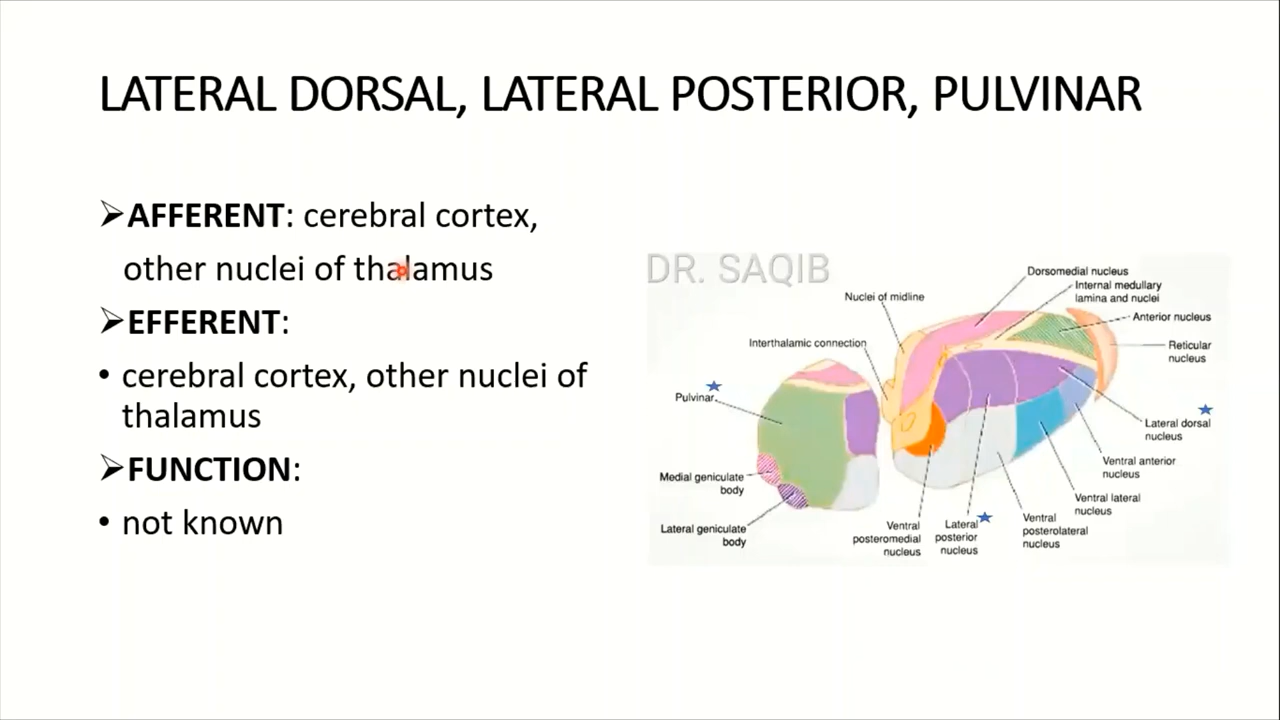 LATERAL DORSAL, LATERAL POSTERIOR, PULVINAR
➢AFFERENT: cerebral cortex,
other nuclei of thalamus
➢EFFERENT:
• cerebral cortex, other nuclei of
thalamus
➢FUNCTION:
• not known
DR. SAQIB
Dorsomedial nucleus
Internal medullary
lamina and nuclei
Nuclei of midline
Anterior nucleus
Interthalamic connection
Reticular
nucleus
Pulvinar
Lateral dorsal
nucleus
Ventral anterior
nucleus
Medial geniculate
body
Ventral lateral
nucleus
Lateral geniculate
body
Ventral
posteromedial
nucleus
Lateral
posterior
nucleus
Ventral
posterolateral
nucleus